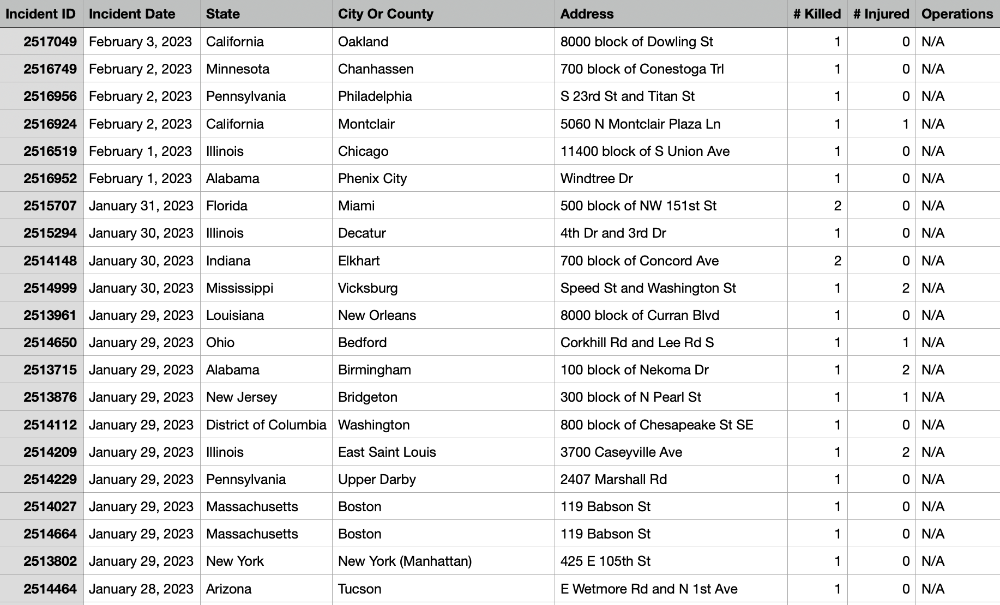 Incident ID Incident Date State City Or County Address # Killed # Injured Operations
2517049 February 3, 2023 California Oakland 8000 block of Dowling St 1 0 N/A
2516749 February 2, 2023 Minnesota Chanhassen 700 block of Conestoga Trl 1 0 N/A
2516956 February 2, 2023 Pennsylvania Philadelphia S 23rd St and Titan St 1 0 N/A
2516924 February 2, 2023 California Montclair 5060 N Montclair Plaza Ln 1 1 N/A
2516519 February 1, 2023 Illinois Chicago 11400 block of S Union Ave 1 0 N/A
2516952 February 1, 2023 Alabama Phenix City Windtree Dr 1 0 N/A
2515707 January 31, 2023 Florida Miami 500 block of NW 151st St 2 0 N/A
2515294 January 30, 2023 Illinois Decatur 4th Dr and 3rd Dr 1 0 N/A
2514148 January 30, 2023 Indiana Elkhart 700 block of Concord Ave 2 0 N/A
2514999 January 30, 2023 Mississippi Vicksburg Speed St and Washington St 1 2 N/A
2513961 January 29, 2023 Louisiana New Orleans 8000 block of Curran Blvd 1 0 N/A
2514650 January 29, 2023 Ohio Bedford Corkhill Rd and Lee Rd S 1 1 N/A
2513715 January 29, 2023 Alabama Birmingham 100 block of Nekoma Dr 1 2 N/A
2513876 January 29, 2023 New Jersey Bridgeton 300 block of N Pearl St 1 1 N/A
2514112 January 29, 2023 District of Columbia Washington 800 block of Chesapeake St SE 1 0 N/A
2514209 January 29, 2023 Illinois East Saint Louis 3700 Caseyville Ave 1 2 N/A
2514229 January 29, 2023 Pennsylvania Upper Darby 2407 Marshall Rd 1 0 N/A
2514027 January 29, 2023 Massachusetts Boston 119 Babson St 1 0 N/A
2514664 January 29, 2023 Massachusetts Boston 119 Babson St 1 0 N/A
2513802 January 29, 2023 New York New York (Manhattan) 425 E 105th St 1 0 N/A
2514464 January 28, 2023 Arizona Tucson E Wetmore Rd and N 1st Ave 1 0 N/A